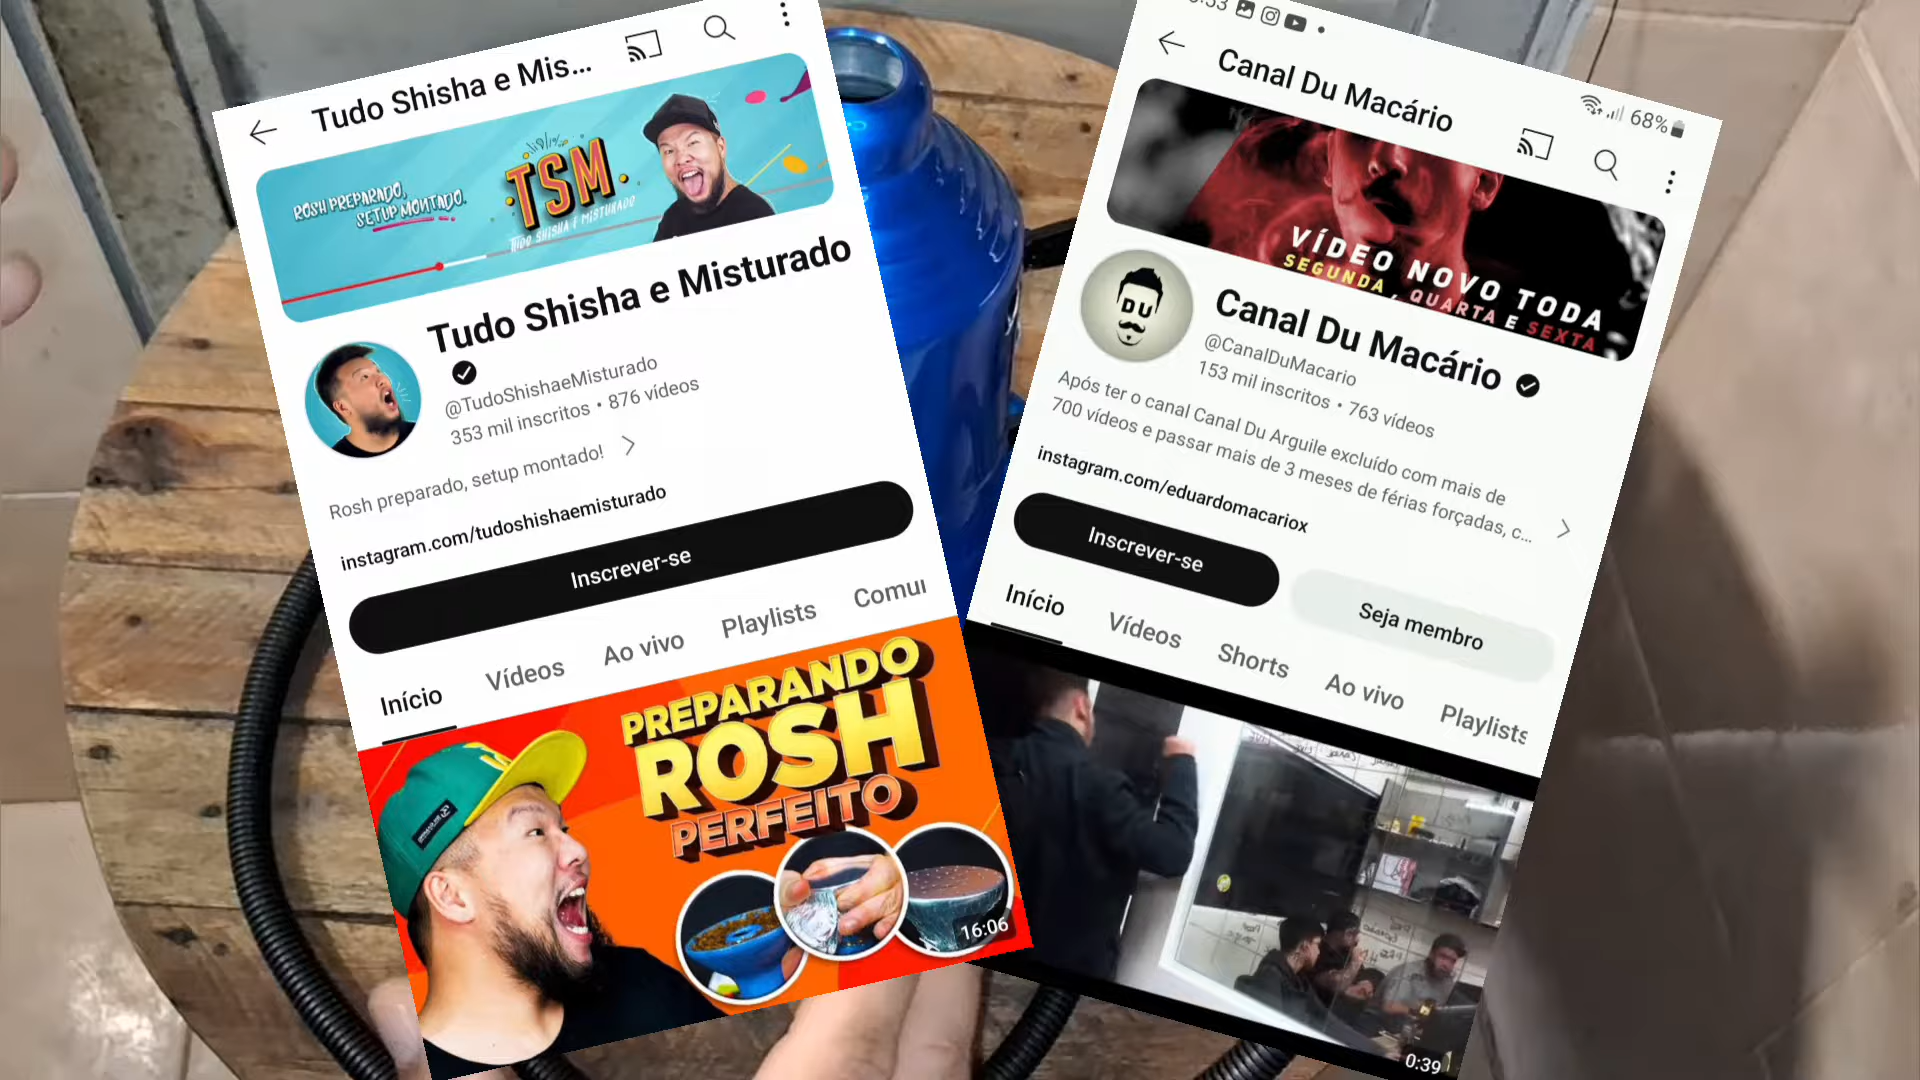 Tudo Shisha e Mis...
ROSH PREPARADO,
SETUP MONTADO.
TSM.
TUDO SHISHA E MISTURADO
Tudo Shisha e Misturado
@TudoShishaeMisturado
353 mil inscritos • 876 vídeos
Rosh preparado, setup montado!
instagram.com/tudoshishaemisturado
Inscrever-se
Início
Vídeos
Ao vivo
Playlists
Comui
PREPARANDO
ROSH
PERFEITO
16:06
68%
Canal Du Macário
VÍDEO NOVO TODA
SEGUNDA, QUARTA E SEXTA
DU
Canal Du Macário
@CanalDuMacario
153 mil inscritos • 763 vídeos
Após ter o canal Canal Du Arguile excluído com mais de
700 vídeos e passar mais de 3 meses de férias forçadas, c...
instagram.com/eduardomacariox
Inscrever-se
Seja membro
Início
Vídeos
Shorts
Ao vivo
Playlists
0:39